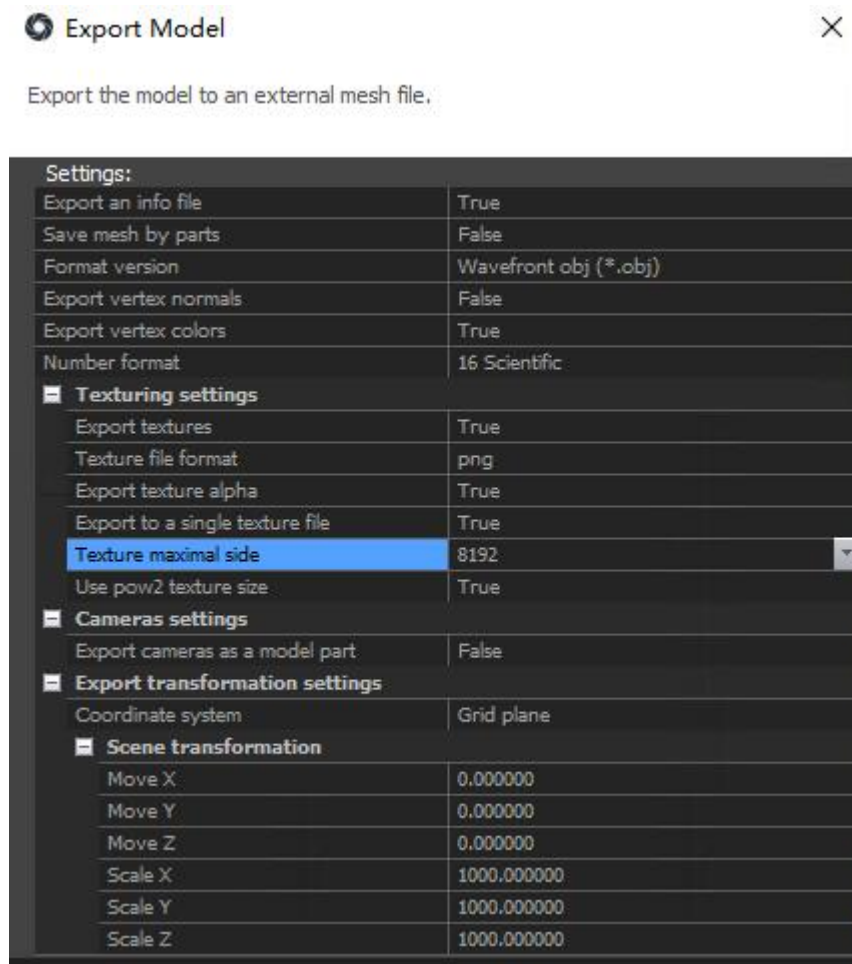 Export Model
Export the model to an external mesh file.
Settings:
Export an info file True
Save mesh by parts False
Format version Wavefront obj (*.obj)
Export vertex normals False
Export vertex colors True
Number format 16 Scientific
Texturing settings
Export textures True
Texture file format png
Export texture alpha True
Export to a single texture file True
Texture maximal side 8192
Use pow2 texture size True
Cameras settings
Export cameras as a model part False
Export transformation settings
Coordinate system Grid plane
Scene transformation
Move X 0.000000
Move Y 0.000000
Move Z 0.000000
Scale X 1000.000000
Scale Y 1000.000000
Scale Z 1000.000000